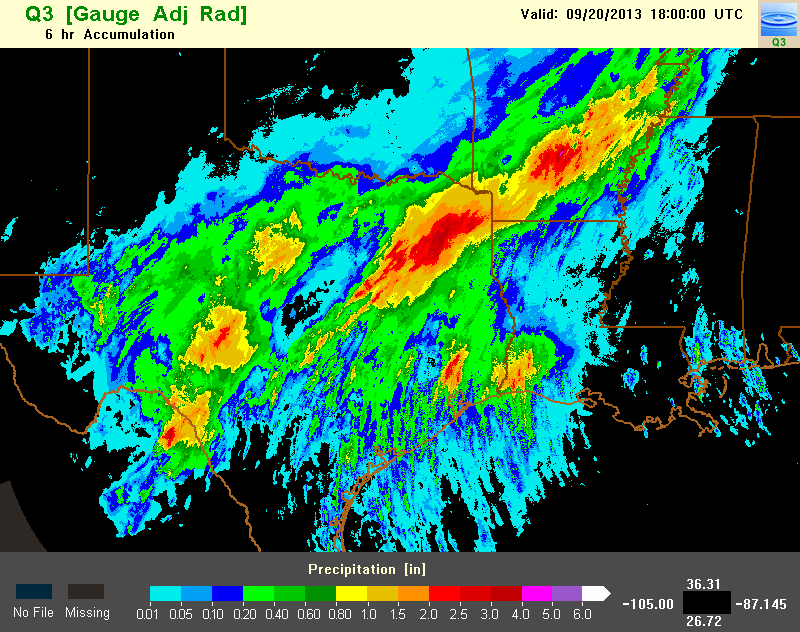 Q3 [Gauge Adj Rad]
6 hr Accumulation
Valid: 09/20/2013 18:00:00 UTC
Q3
Precipitation [in]
No File
Missing
0.01 0.05 0.10 0.20 0.40 0.60 0.80 1.0 1.5 2.0 2.5 3.0 4.0 5.0 6.0
36.31
-105.00
-87.145
26.72